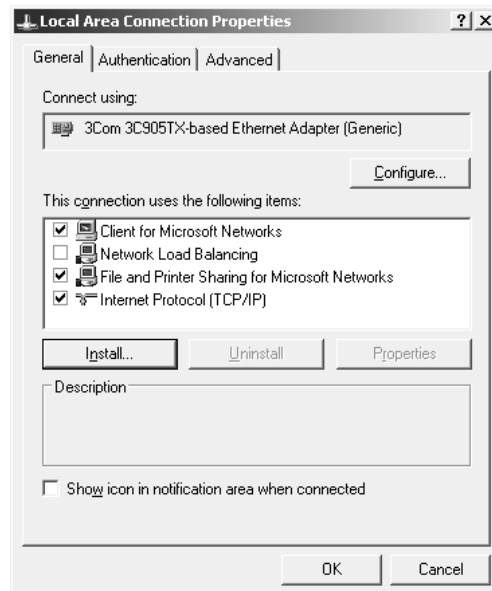 Local Area Connection Properties
General Authentication Advanced
Connect using:
3Com 3C905TX-based Ethernet Adapter (Generic)
Configure...
This connection uses the following items:
Client for Microsoft Networks
Network Load Balancing
File and Printer Sharing for Microsoft Networks
Internet Protocol (TCP/IP)
Install... Uninstall Properties
Description
Show icon in notification area when connected
OK Cancel